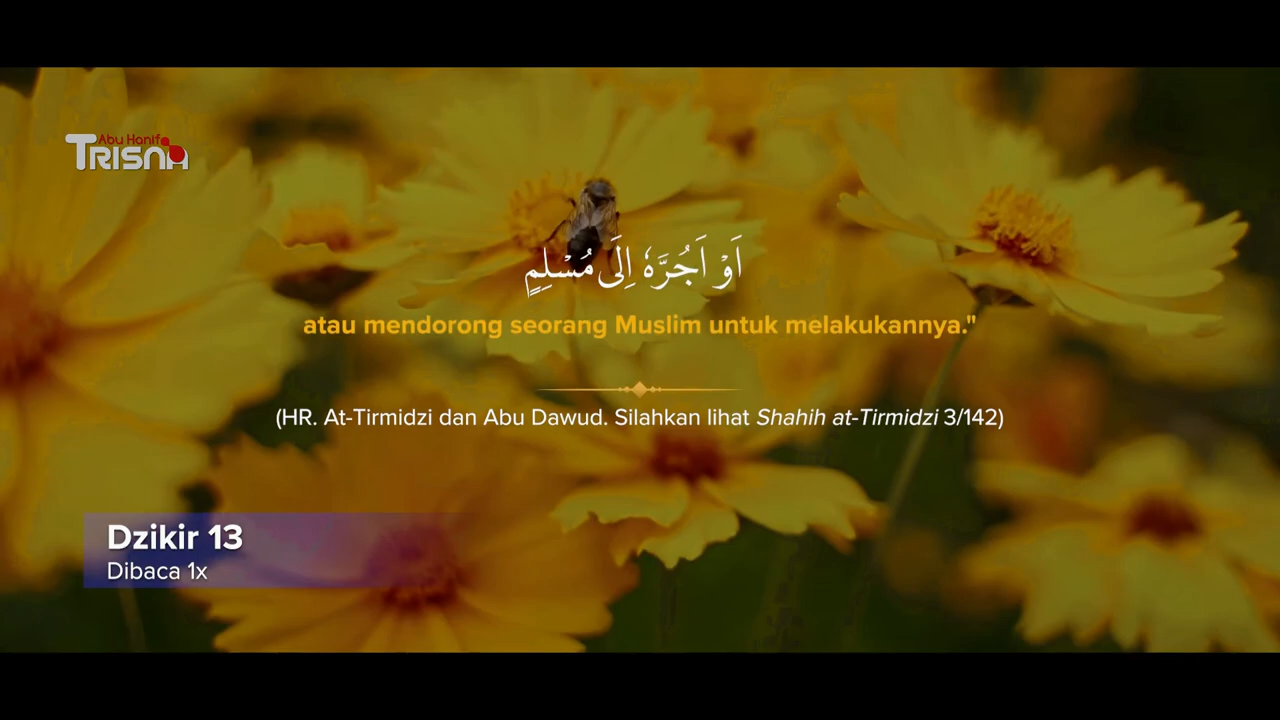 Abu Hanifa
TRISNA
اَوْ اَجُرَّهٗ اِلَى مُسْلِمٍ
atau mendorong seorang Muslim untuk melakukannya."
(HR. At-Tirmidzi dan Abu Dawud. Silahkan lihat Shahih at-Tirmidzi 3/142)
Dzikir 13
Dibaca 1x